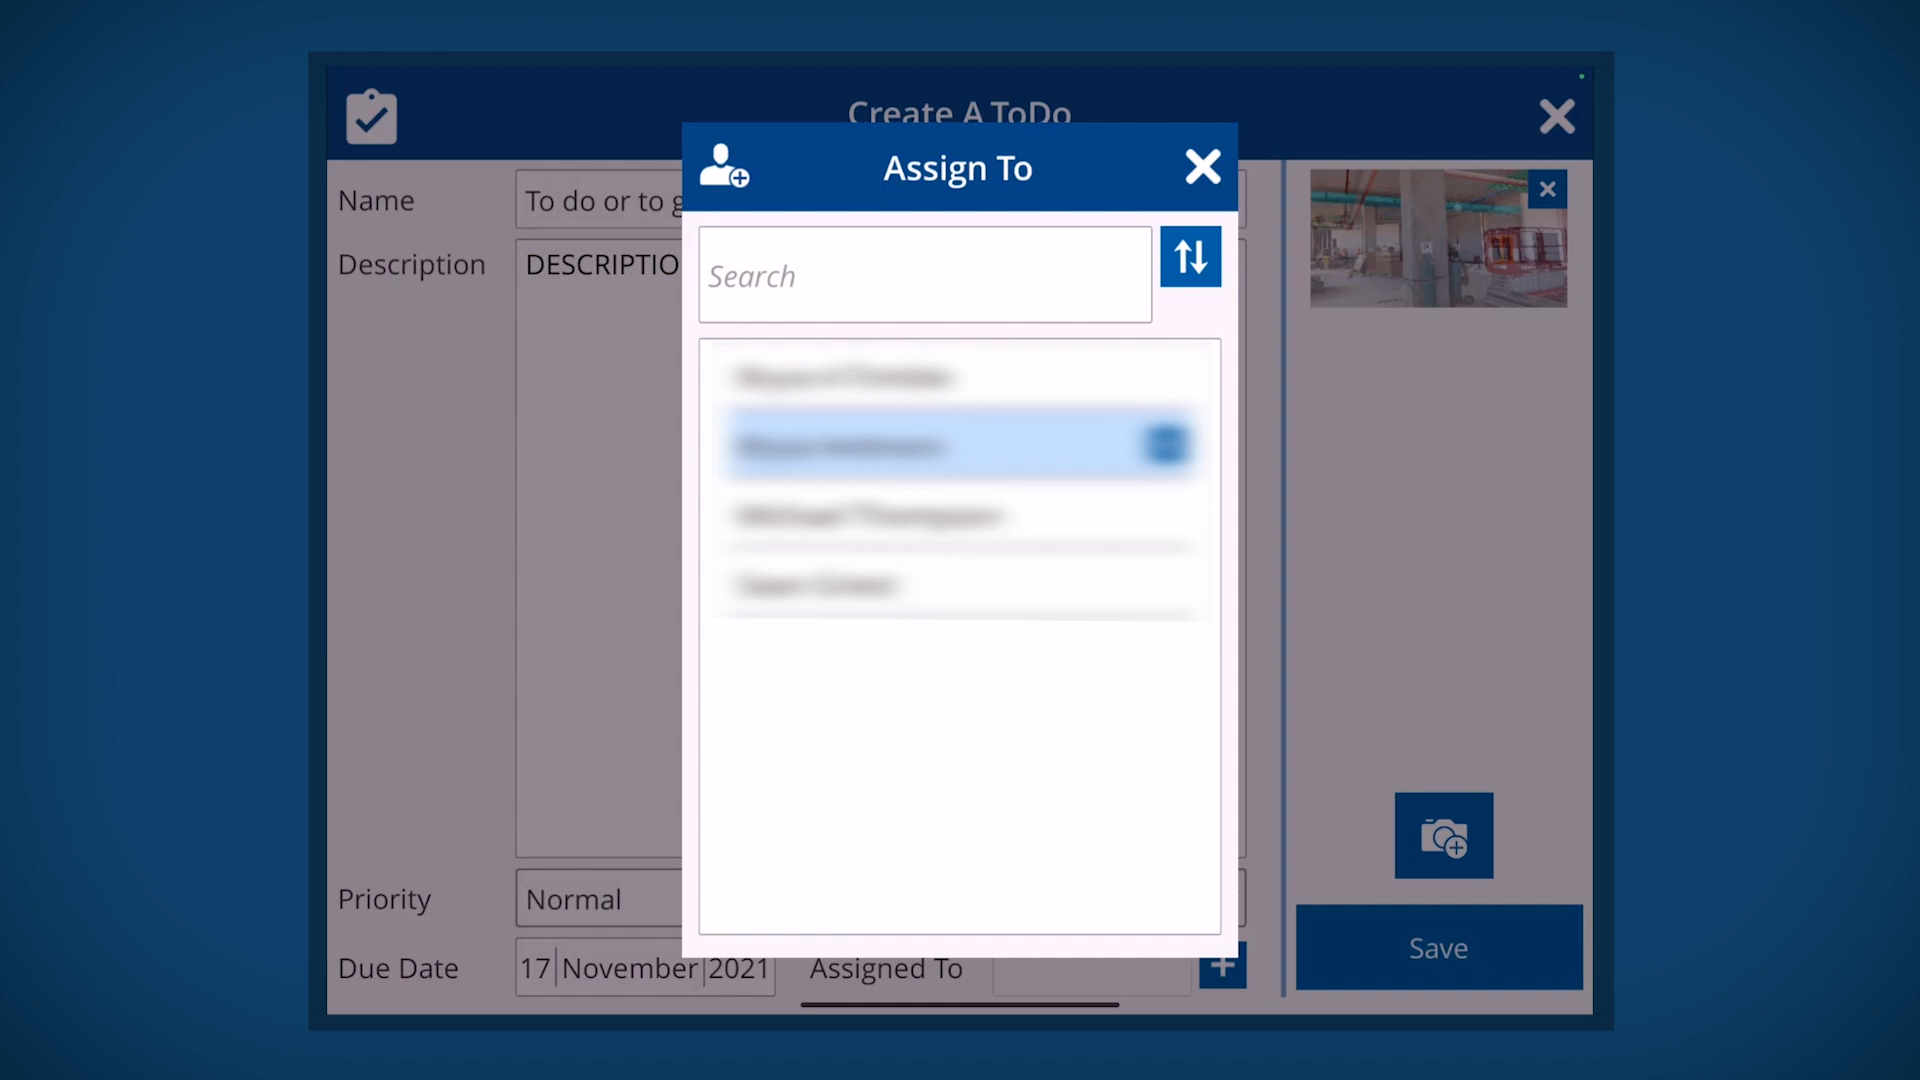 Create A ToDo
Assign To
Name
To do or to g
Search
Description
DESCRIPTIO
Priority
Normal
Due Date
17 November 2021
Assigned To
Save